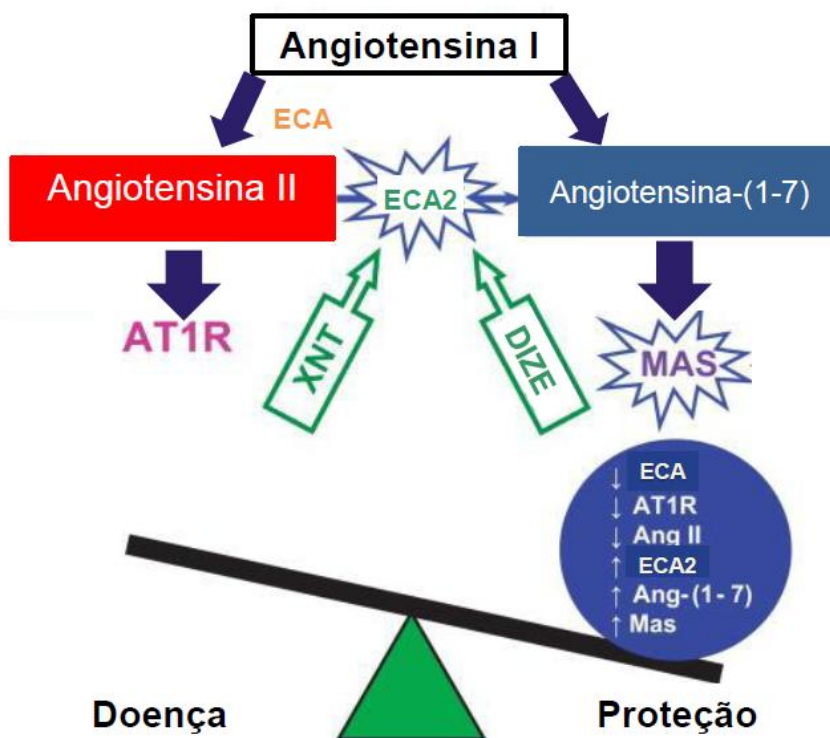 Angiotensina I
ECA
Angiotensina II
ECA2
Angiotensina-(1-7)
AT1R
XNT
DIZE
MAS
↓ ECA
↓ AT1R
↓ Ang II
↑ ECA2
↑ Ang-(1-7)
↑ Mas
Doença
Proteção